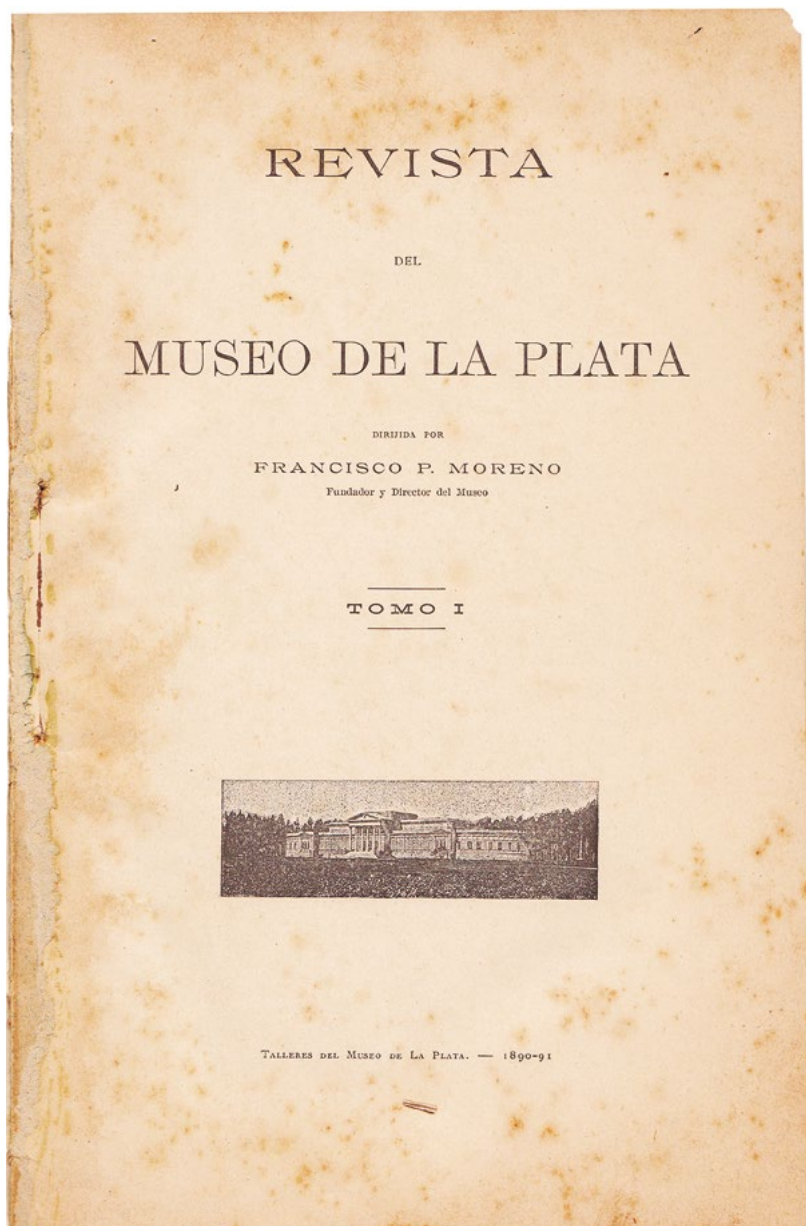 REVISTA
DEL
MUSEO DE LA PLATA
DIRIJIDA POR
FRANCISCO P. MORENO
Fundador y Director del Museo
TOMO I
TALLERES DEL MUSEO DE LA PLATA. — 1890-91